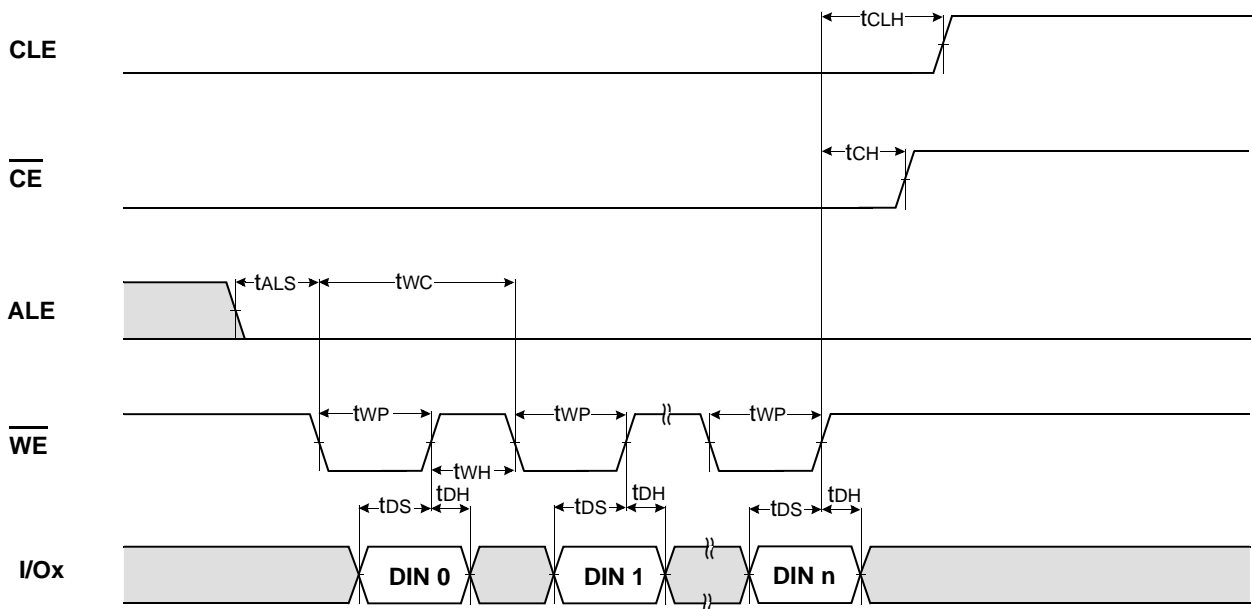 tCLH
CLE
tCH
CE
tALS
tWC
ALE
tWP
tWP
tWP
WE
tWH
tDS
tDH
tDS
tDH
tDS
tDH
I/Ox
DIN 0
DIN 1
DIN n